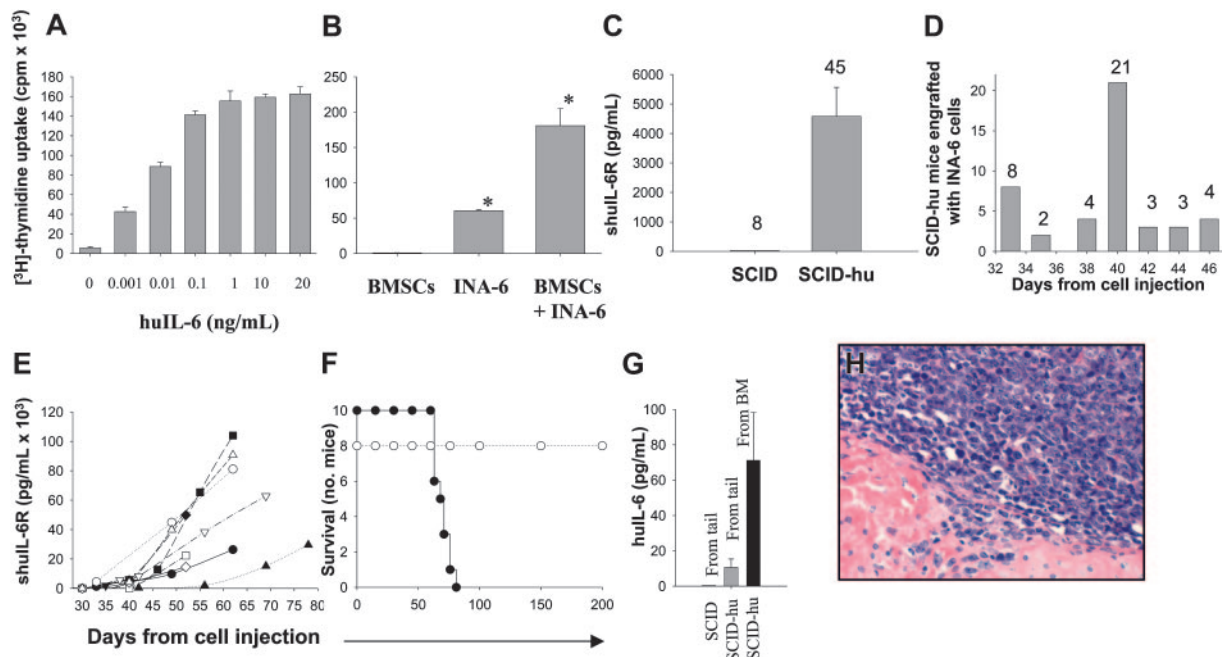 A
[³H]-thymidine uptake (cpm x 10³)
180
160
140
120
100
80
60
40
20
0
0 0.001 0.01 0.1 1 10 20
huIL-6 (ng/mL)
B
250
200
150
100
50
0
*
*
BMSCs INA-6 BMSCs
+ INA-6
C
shuIL-6R (pg/mL)
7000
6000
5000
4000
3000
2000
1000
0
8
45
SCID SCID-hu
D
SCID-hu mice engrafted
with INA-6 cells
20
15
10
5
0
8
2
4
21
3
3
4
32 34 36 38 40 42 44 46
Days from cell injection
E
shuIL-6R (pg/mL x 10³)
120
100
80
60
40
20
0
30 35 40 45 50 55 60 65 70 75 80
Days from cell injection
F
Survival (no. mice)
10
8
6
4
2
0
0 50 100 150 200
G
huIL-6 (pg/mL)
100
80
60
40
20
0
From tail
From tail
From BM
SCID
SCID-hu
SCID-hu
H